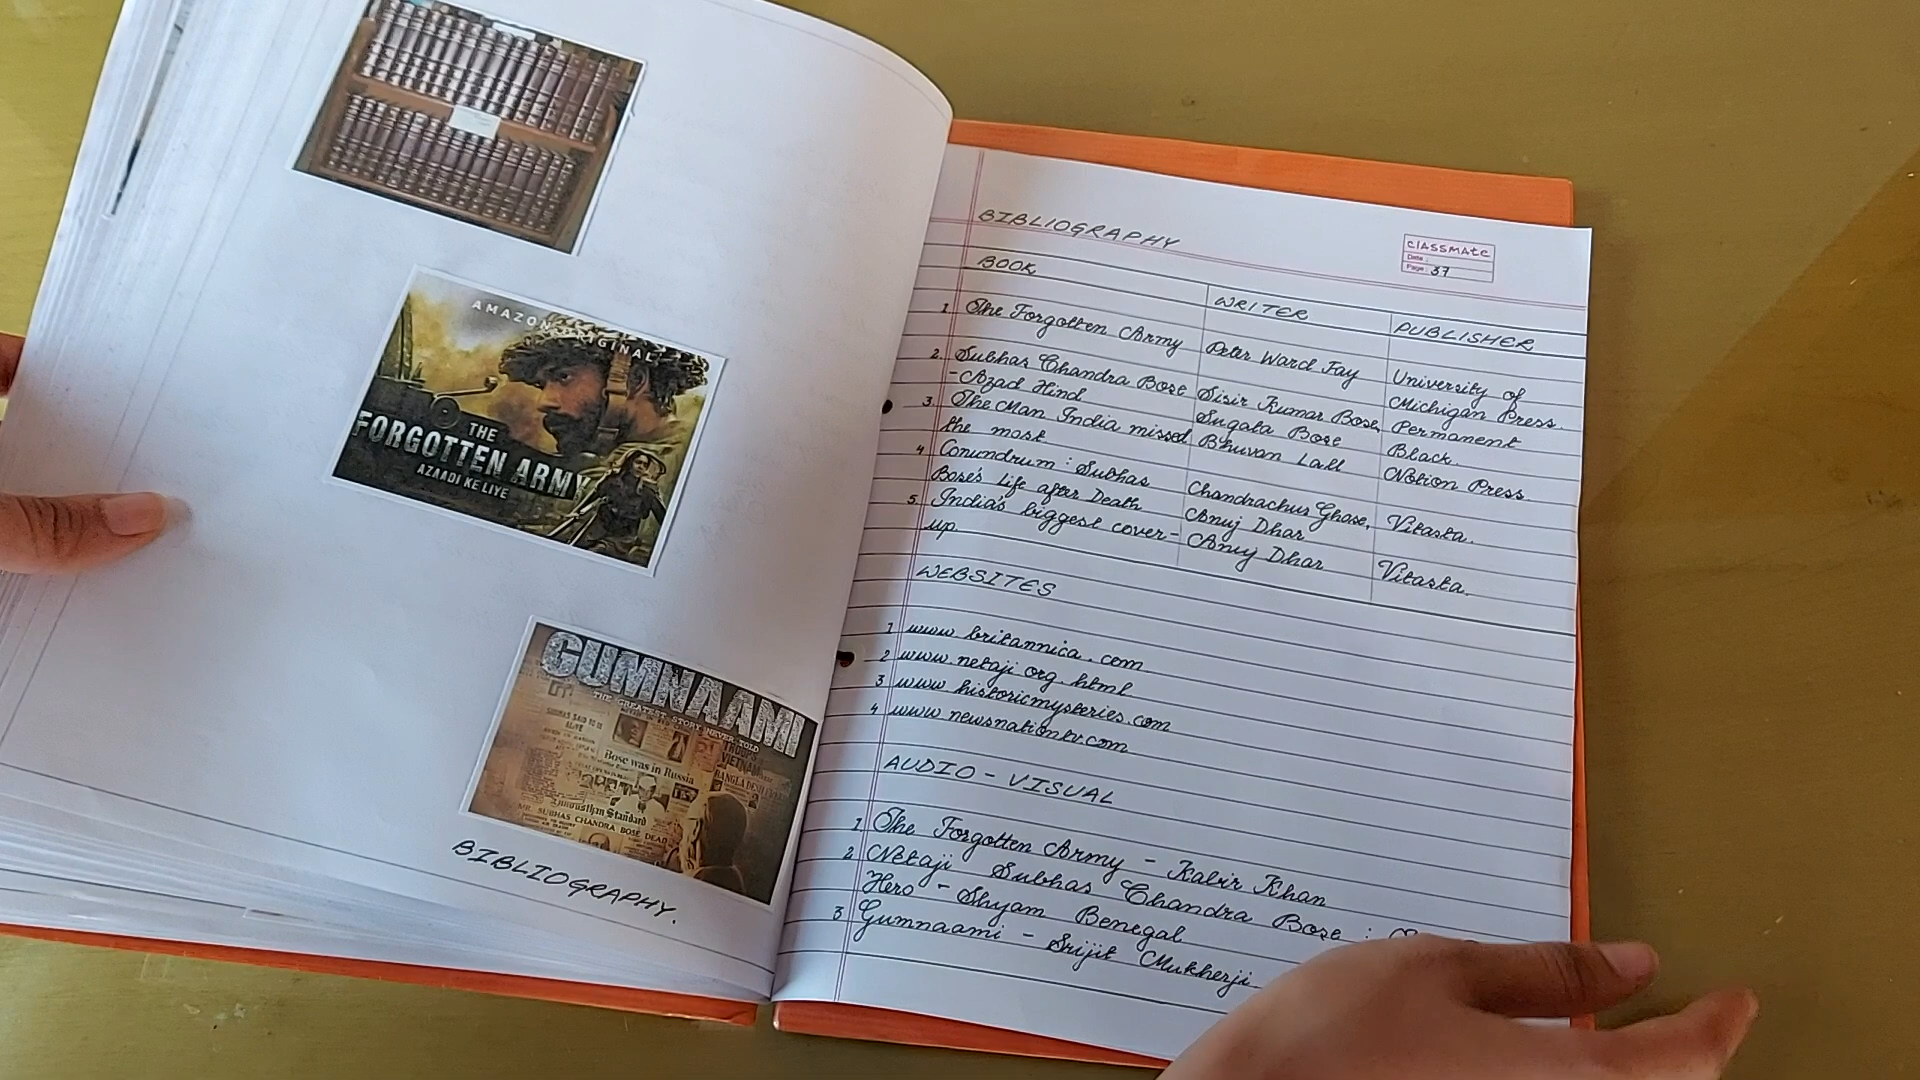 AMAZON ORIGINAL
THE
FORGOTTEN ARMY
AZAADI KE LIYE
GUMNAAMI
THE GREATEST STORY NEVER TOLD
Bose was in Russia
VIETNAM
Hindusthan Standard
MR. SUBHAS CHANDRA BOSE DEAD
BIBLIOGRAPHY.
BIBLIOGRAPHY
CLASSMATE
Date :
Page : 37
BOOK WRITER PUBLISHER
1. The Forgotten Army Peter Ward Fay University of
Michigan Press.
2. Subhas Chandra Bose Sisir Kumar Bose, Permanent
- Azad Hind Sugata Bose Black.
3. The Man India missed Bhuvan Lall Notion Press.
the most
4 Conundrum : Subhas Chandrachur Ghose, Vitasta.
Bose's Life after Death Anuj Dhar
5. India's biggest cover- Anuj Dhar Vitasta.
up
WEBSITES
1 www.britannica.com
2 www.netaji.org.html
3 www.historicmysteries.com
4 www.newsnationtv.com
AUDIO - VISUAL
1. The Forgotten Army - Kabir Khan
2 Netaji Subhas Chandra Bose :
Hero - Shyam Benegal
3 Gumnaami - Srijit Mukherji